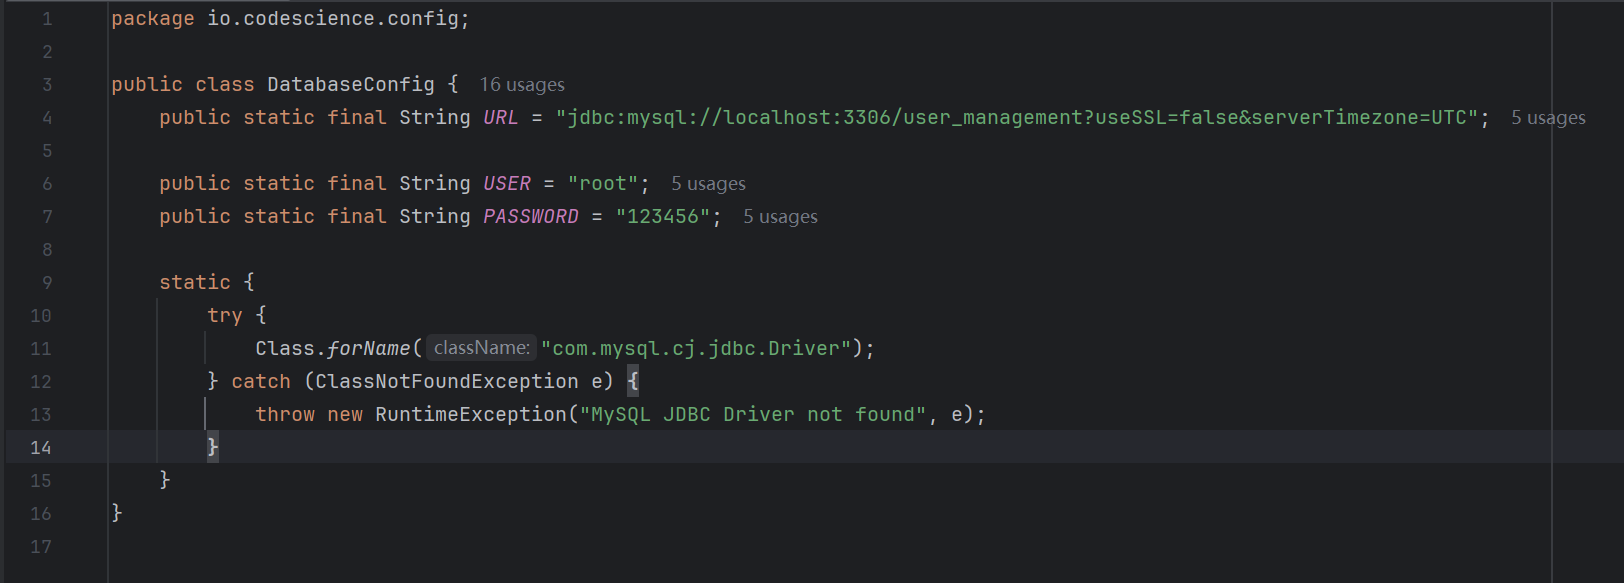 1 package io.codescience.config;
2
3 public class DatabaseConfig { 16 usages
4 public static final String URL = "jdbc:mysql://localhost:3306/user_management?useSSL=false&serverTimezone=UTC"; 5 usages
5
6 public static final String USER = "root"; 5 usages
7 public static final String PASSWORD = "123456"; 5 usages
8
9 static {
10 try {
11 Class.forName( className: "com.mysql.cj.jdbc.Driver");
12 } catch (ClassNotFoundException e) {
13 throw new RuntimeException("MySQL JDBC Driver not found", e);
14 }
15 }
16 }
17